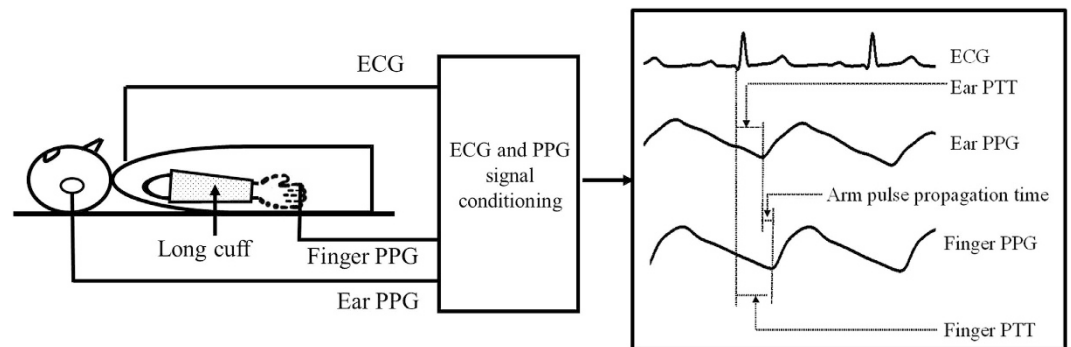 ECG
Long cuff
Finger PPG
Ear PPG
ECG and PPG
signal
conditioning
ECG
Ear PTT
Ear PPG
Arm pulse propagation time
Finger PPG
Finger PTT